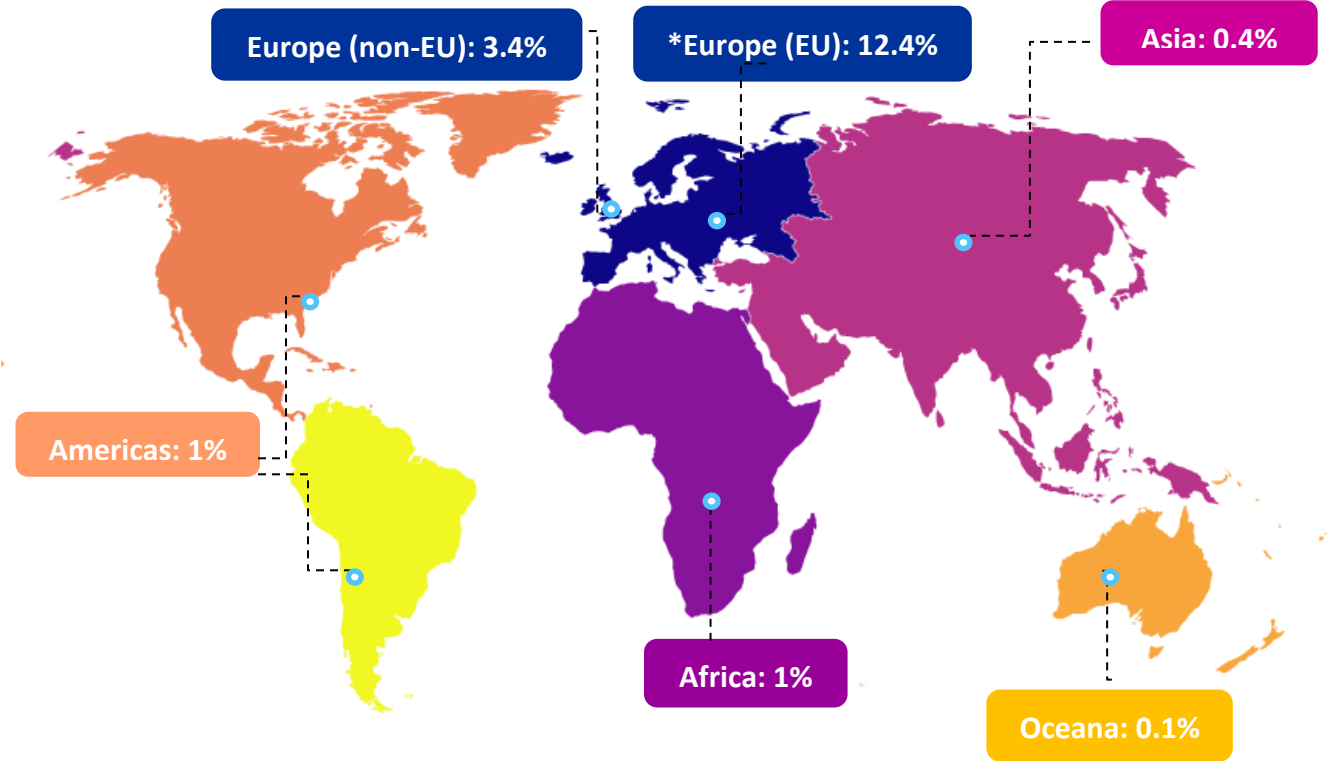 Europe (non-EU): 3.4%
*Europe (EU): 12.4%
Asia: 0.4%
Americas: 1%
Africa: 1%
Oceana: 0.1%